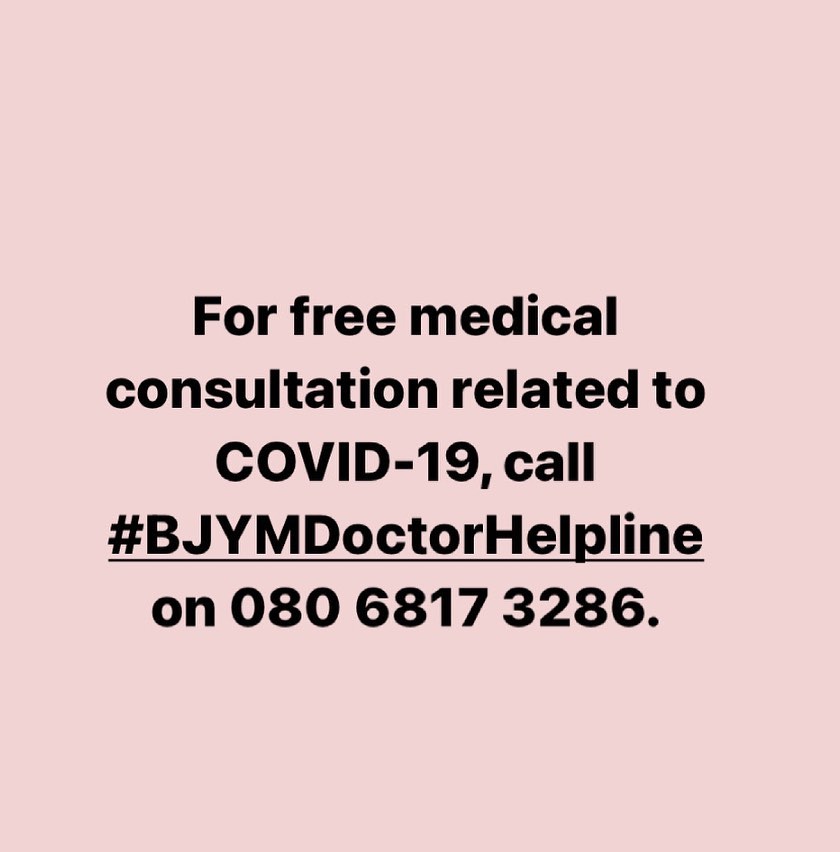 For free medical
consultation related to
COVID-19, call
#BJYMDoctorHelpline
on 080 6817 3286.